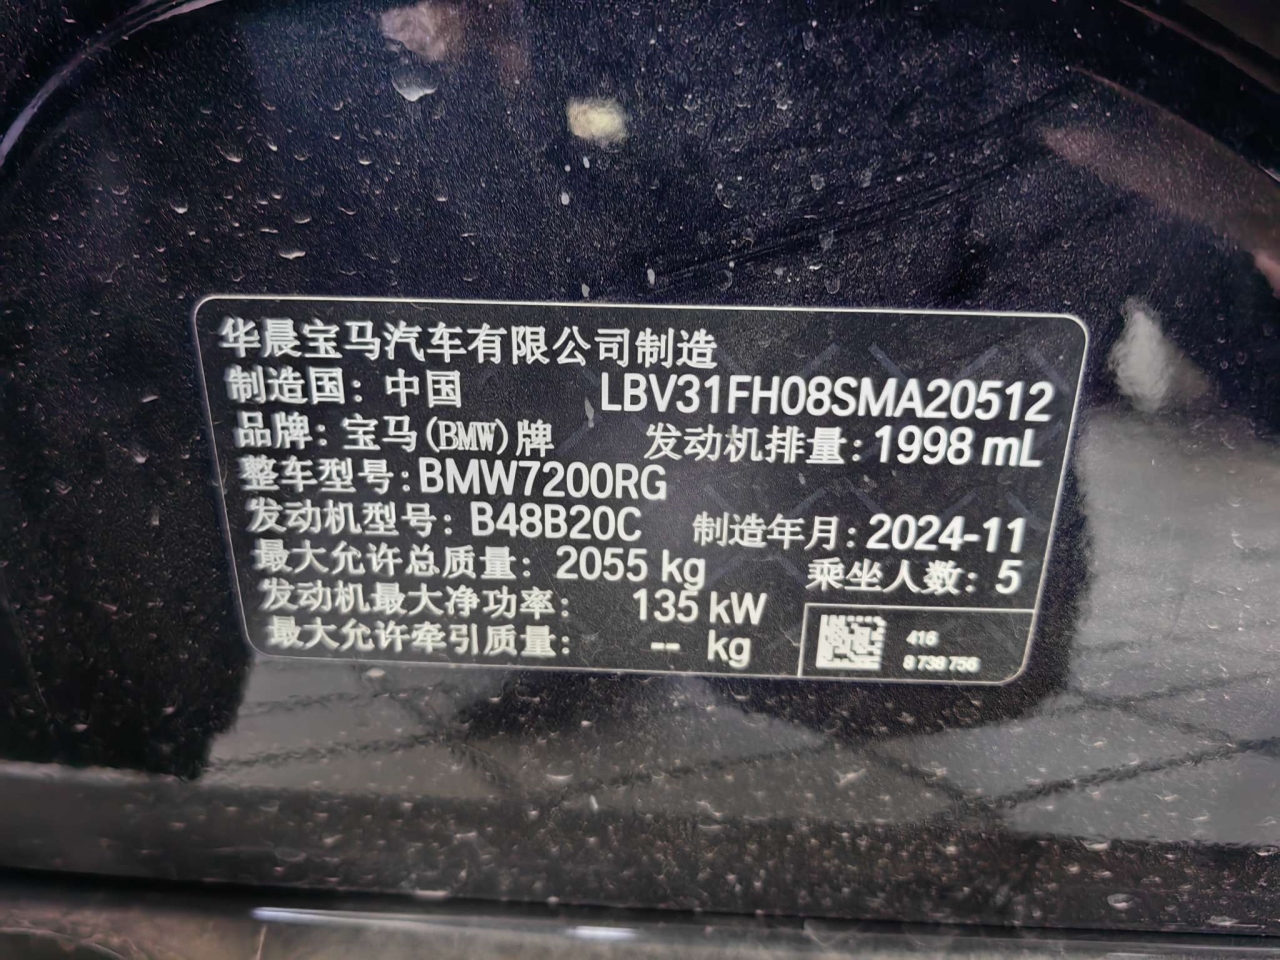 华晨宝马汽车有限公司制造
制造国：中国 LBV31FH08SMA20512
品牌：宝马(BMW)牌 发动机排量：1998 mL
整车型号：BMW7200RG
发动机型号：B48B20C 制造年月：2024-11
最大允许总质量：2055 kg 乘坐人数：5
发动机最大净功率：135 kW
最大允许牵引质量：-- kg
416
8 738 756